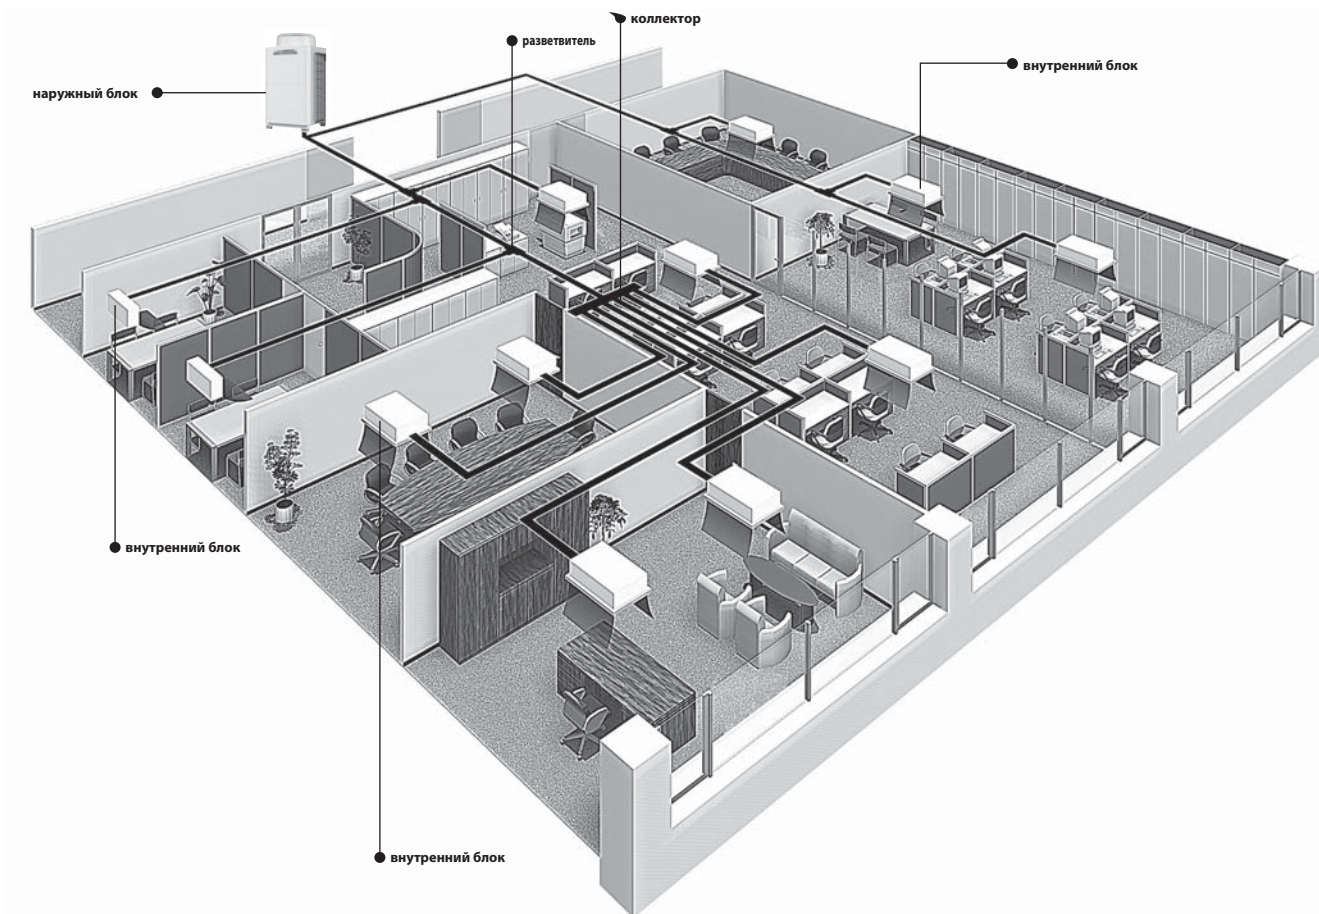 коллектор
разветвитель
внутренний блок
наружный блок
внутренний блок
внутренний блок